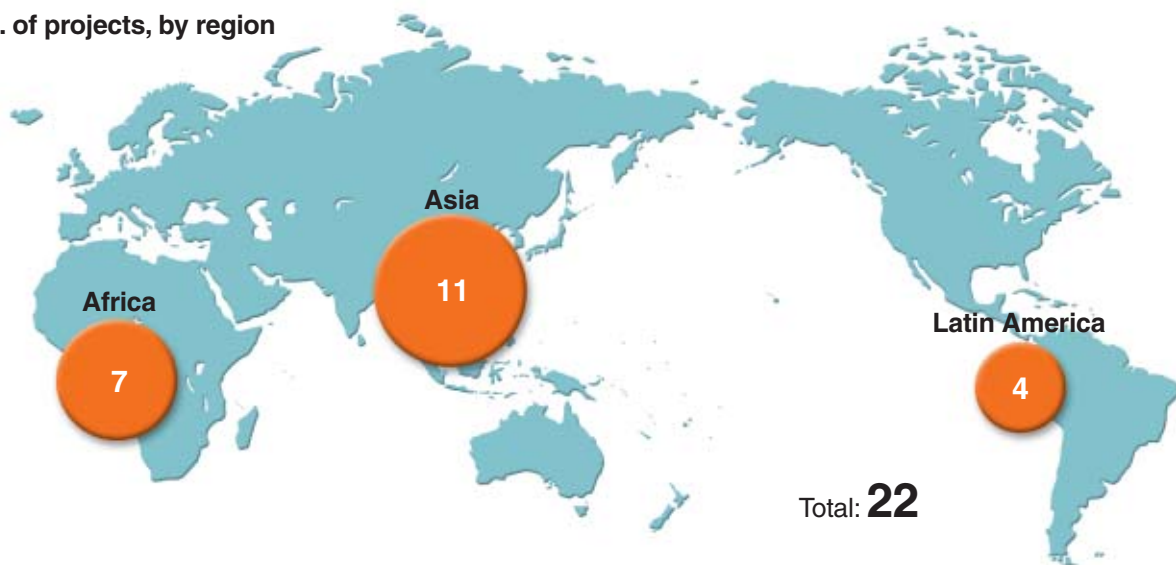 . of projects, by region
Asia
11
Africa
7
Latin America
4
Total: 22